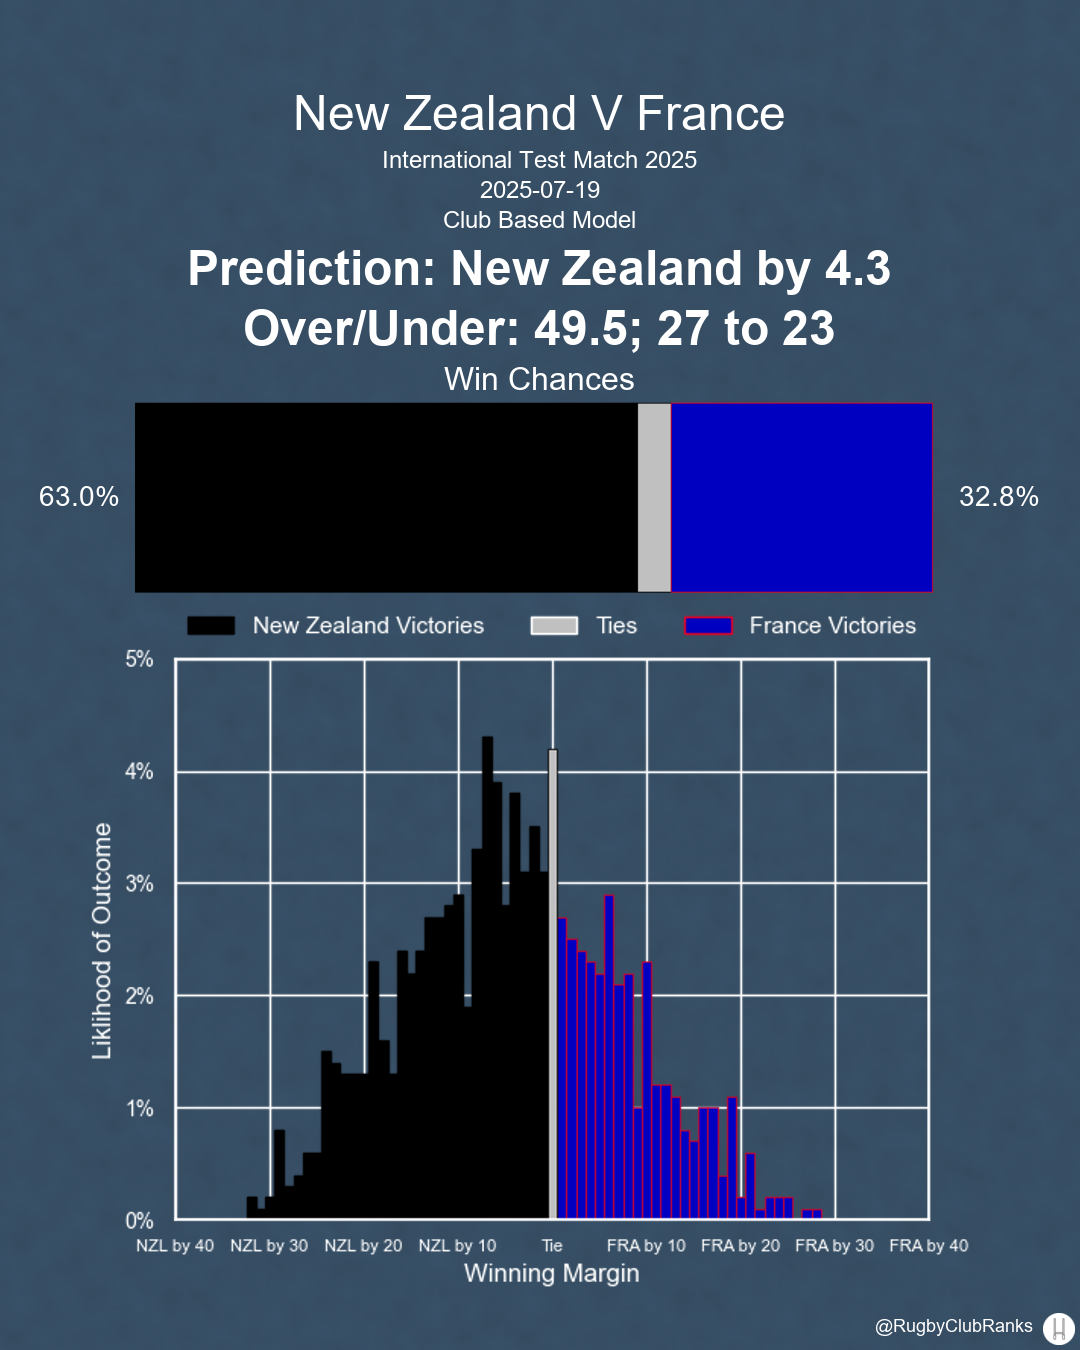 New Zealand V France
International Test Match 2025
2025-07-19
Club Based Model
Prediction: New Zealand by 4.3
Over/Under: 49.5; 27 to 23
Win Chances
63.0%
32.8%
New Zealand Victories
Ties
France Victories
5%
4%
3%
2%
1%
0%
Liklihood of Outcome
NZL by 40
NZL by 30
NZL by 20
NZL by 10
Tie
FRA by 10
FRA by 20
FRA by 30
FRA by 40
Winning Margin
@RugbyClubRanks